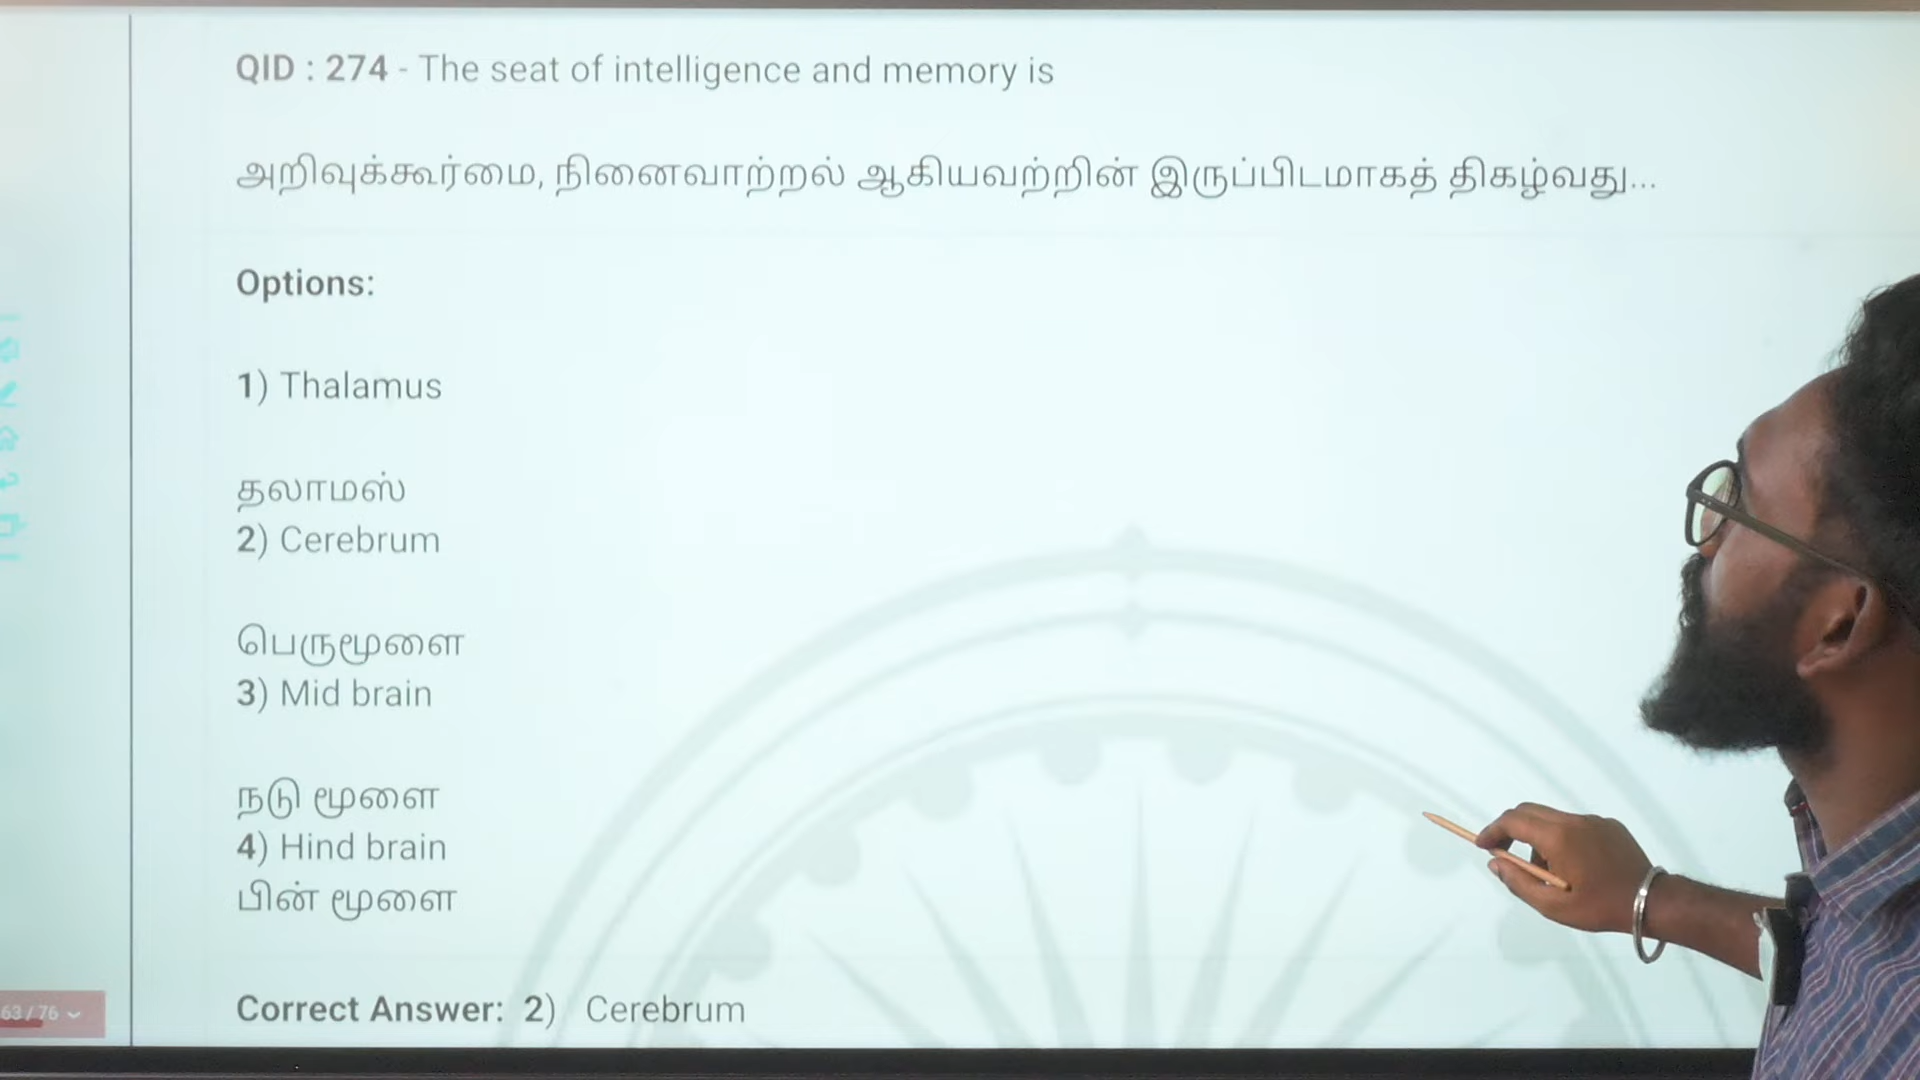 QID : 274 - The seat of intelligence and memory is
அறிவுக்கூர்மை, நினைவாற்றல் ஆகியவற்றின் இருப்பிடமாகத் திகழ்வது...
Options:
1) Thalamus
தலாமஸ்
2) Cerebrum
பெருமூளை
3) Mid brain
நடு மூளை
4) Hind brain
பின் மூளை
Correct Answer: 2) Cerebrum
63 / 76